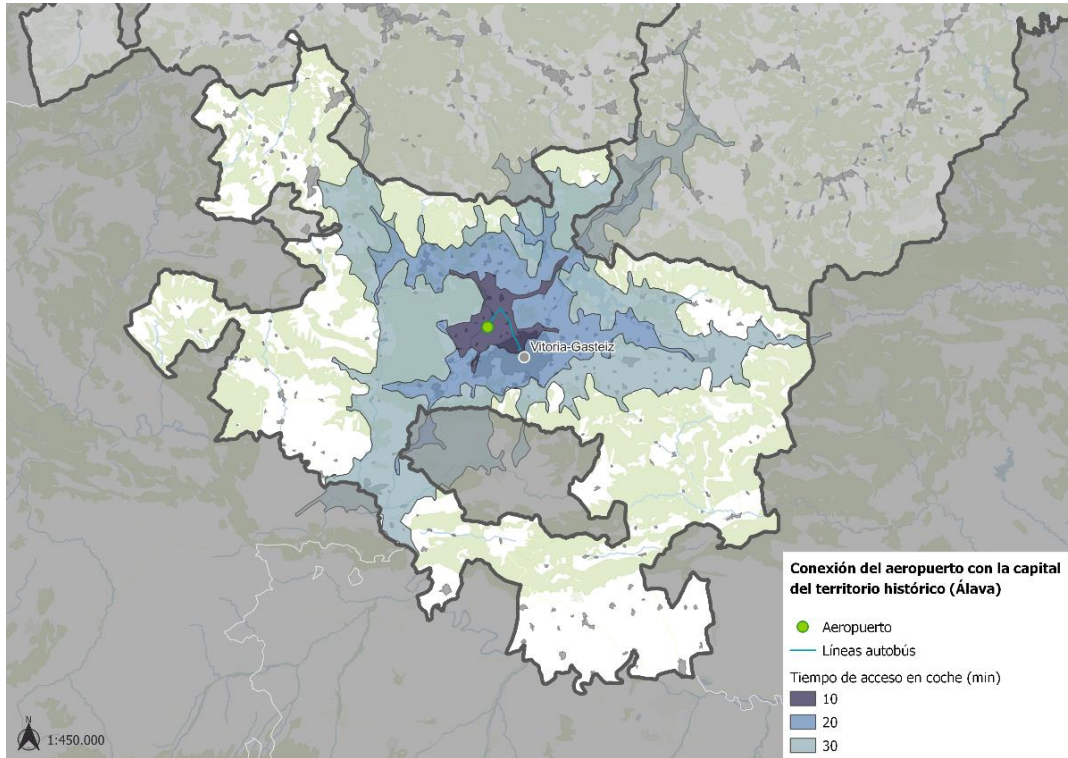 Vitoria-Gasteiz
Conexión del aeropuerto con la capital
del territorio histórico (Álava)
Aeropuerto
Líneas autobús
Tiempo de acceso en coche (min)
10
20
30
N
1:450.000